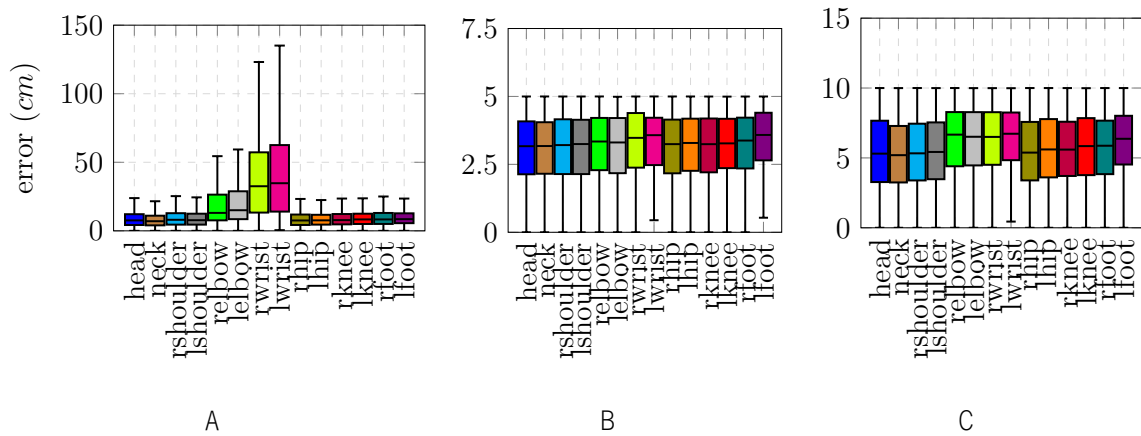 150
100
50
0
error (cm)
head
neck
rshoulder
lshoulder
relbow
lelbow
rwrist
lwrist
rhip
lhip
rknee
lknee
rfoot
lfoot
A
7.5
5
2.5
0
head
neck
rshoulder
lshoulder
relbow
lelbow
rwrist
lwrist
rhip
lhip
rknee
lknee
rfoot
lfoot
B
15
10
5
0
head
neck
rshoulder
lshoulder
relbow
lelbow
rwrist
lwrist
rhip
lhip
rknee
lknee
rfoot
lfoot
C